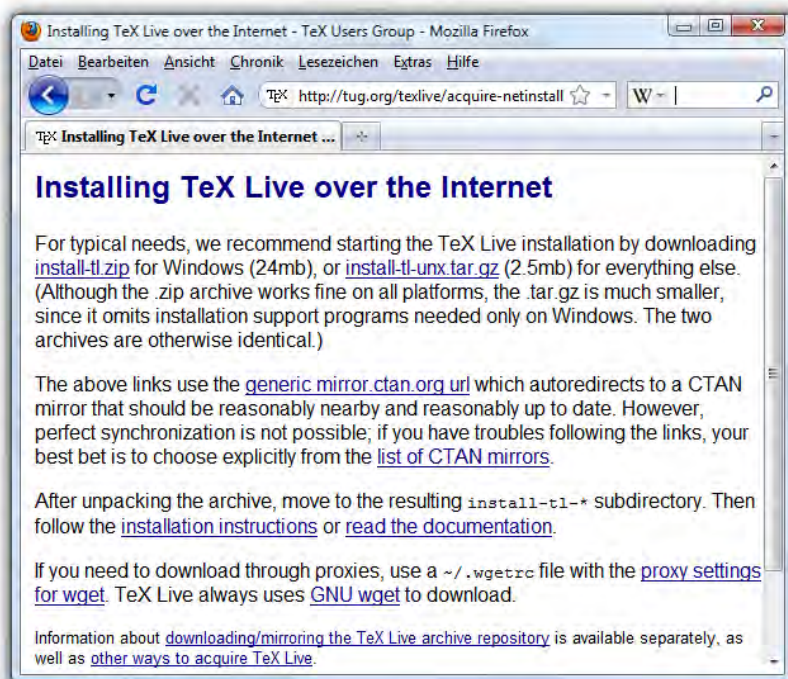 Installing TeX Live over the Internet - TeX Users Group - Mozilla Firefox
Datei Bearbeiten Ansicht Chronik Lesezeichen Extras Hilfe
TEX http://tug.org/texlive/acquire-netinstall W
TEX Installing TeX Live over the Internet ...
Installing TeX Live over the Internet
For typical needs, we recommend starting the TeX Live installation by downloading
install-tl.zip for Windows (24mb), or install-tl-unx.tar.gz (2.5mb) for everything else.
(Although the .zip archive works fine on all platforms, the .tar.gz is much smaller,
since it omits installation support programs needed only on Windows. The two
archives are otherwise identical.)
The above links use the generic mirror.ctan.org url which autoredirects to a CTAN
mirror that should be reasonably nearby and reasonably up to date. However,
perfect synchronization is not possible; if you have troubles following the links, your
best bet is to choose explicitly from the list of CTAN mirrors.
After unpacking the archive, move to the resulting install-tl-* subdirectory. Then
follow the installation instructions or read the documentation.
If you need to download through proxies, use a ~/.wgetrc file with the proxy settings
for wget. TeX Live always uses GNU wget to download.
Information about downloading/mirroring the TeX Live archive repository is available separately, as
well as other ways to acquire TeX Live.